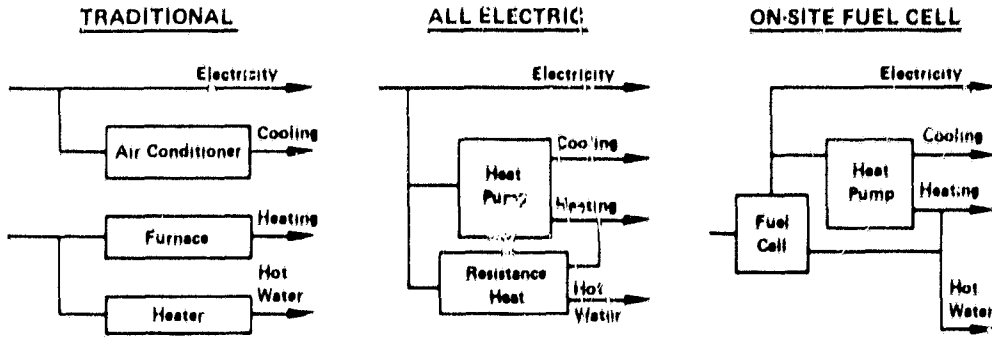 TRADITIONAL
Electricity
Cooling
Air Conditioner
Heating
Furnace
Hot
Water
Heater
ALL ELECTRIC
Electricity
Cooling
Heat
Pump
Heating
Resistance
Heat
Hot
Water
ON-SITE FUEL CELL
Electricity
Cooling
Heat
Pump
Heating
Fuel
Cell
Hot
Water